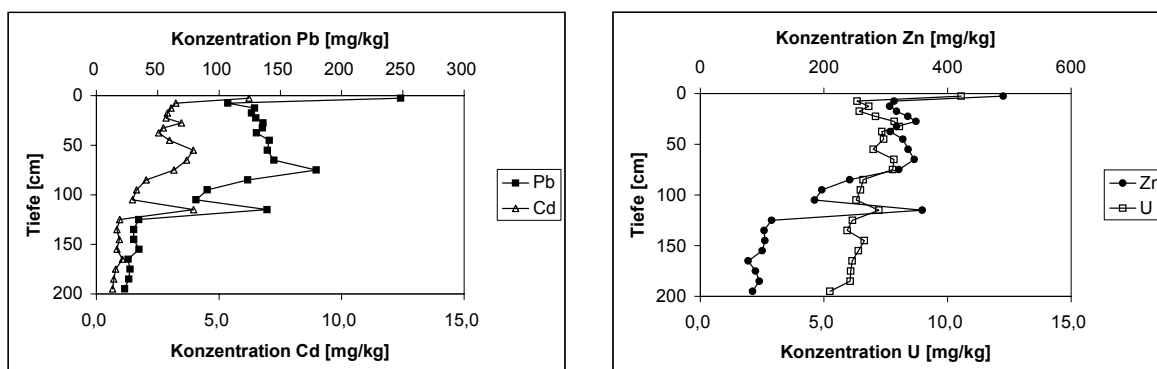 Konzentration Pb [mg/kg]
0 50 100 150 200 250 300
0
50
100
150
200
Tiefe [cm]
Pb
Cd
0,0 5,0 10,0 15,0
Konzentration Cd [mg/kg]
Konzentration Zn [mg/kg]
0 200 400 600
0
50
100
150
200
Tiefe [cm]
Zn
U
0,0 5,0 10,0 15,0
Konzentration U [mg/kg]